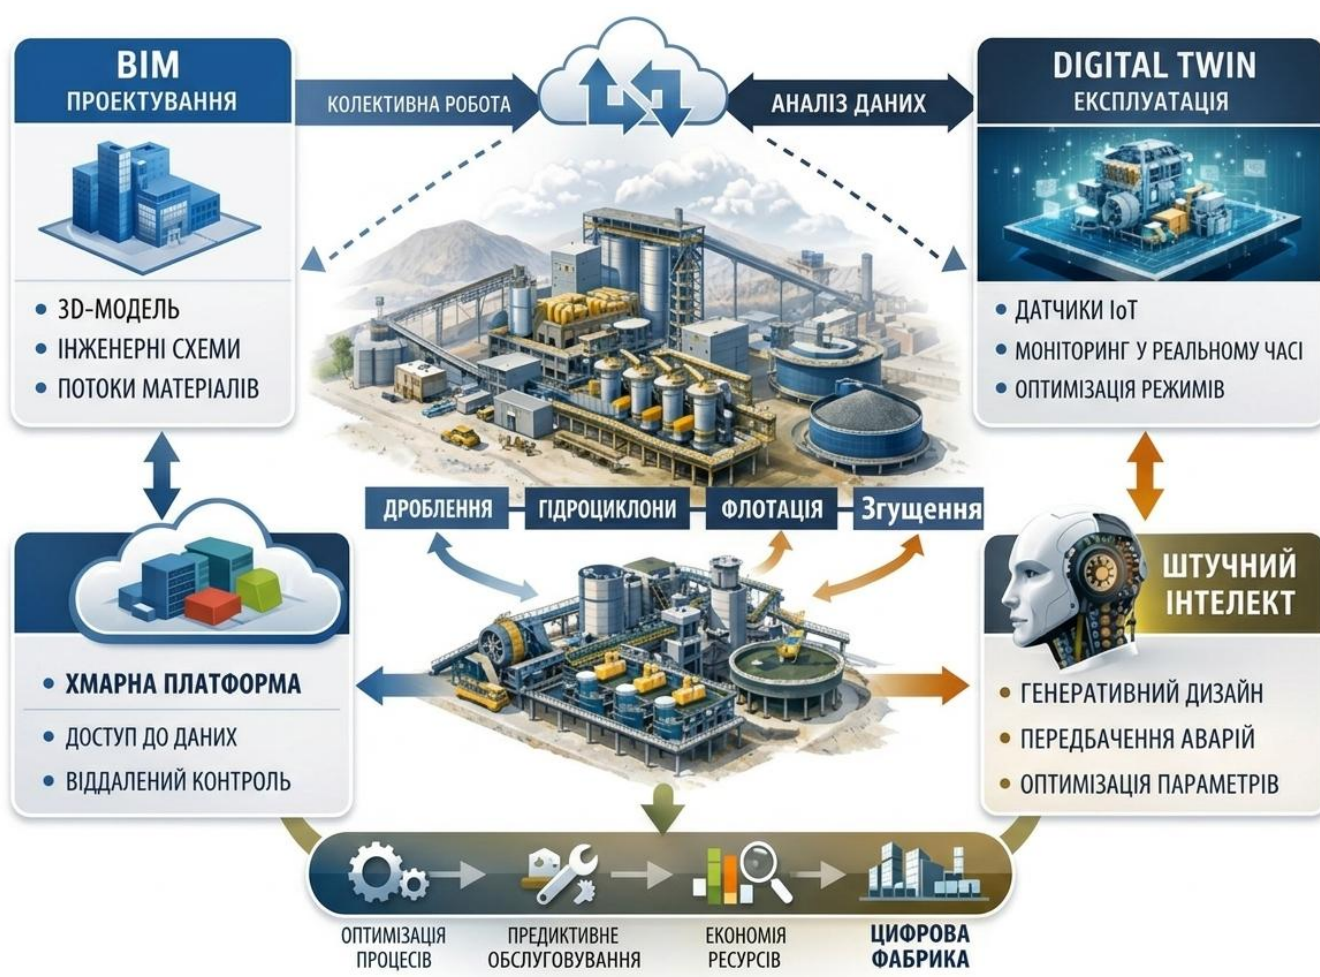 BIM
ПРОЕКТУВАННЯ
КОЛЕКТИВНА РОБОТА
АНАЛІЗ ДАНИХ
DIGITAL TWIN
ЕКСПЛУАТАЦІЯ
• 3D-МОДЕЛЬ
• ІНЖЕНЕРНІ СХЕМИ
• ПОТОКИ МАТЕРІАЛІВ
• ДАТЧИКИ IoT
• МОНІТОРИНГ У РЕАЛЬНОМУ ЧАСІ
• ОПТИМІЗАЦІЯ РЕЖИМІВ
ДРОБЛЕННЯ
ГІДРОЦИКЛОНИ
ФЛОТАЦІЯ
Згущення
• ХМАРНА ПЛАТФОРМА
• ДОСТУП ДО ДАНИХ
• ВІДДАЛЕНИЙ КОНТРОЛЬ
ШТУЧНИЙ
ІНТЕЛЕКТ
• ГЕНЕРАТИВНИЙ ДИЗАЙН
• ПЕРЕДБАЧЕННЯ АВАРІЙ
• ОПТИМІЗАЦІЯ ПАРАМЕТРІВ
ОПТИМІЗАЦІЯ
ПРОЦЕСІВ
ПРЕДИКТИВНЕ
ОБСЛУГОВУВАННЯ
ЕКОНОМІЯ
РЕСУРСІВ
ЦИФРОВА
ФАБРИКА